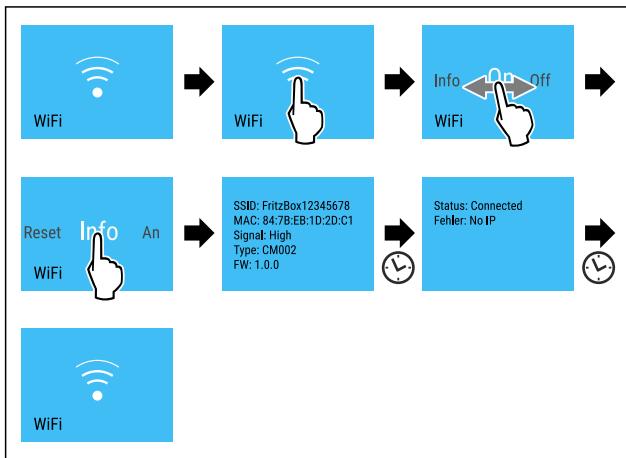 WiFi
WiFi
Info On Off
WiFi
Reset Info An
WiFi
SSID: FritzBox12345678
MAC: 84:7B:EB:1D:2D:C1
Signal: High
Type: CM002
FW: 1.0.0
Status: Connected
Fehler: No IP
WiFi